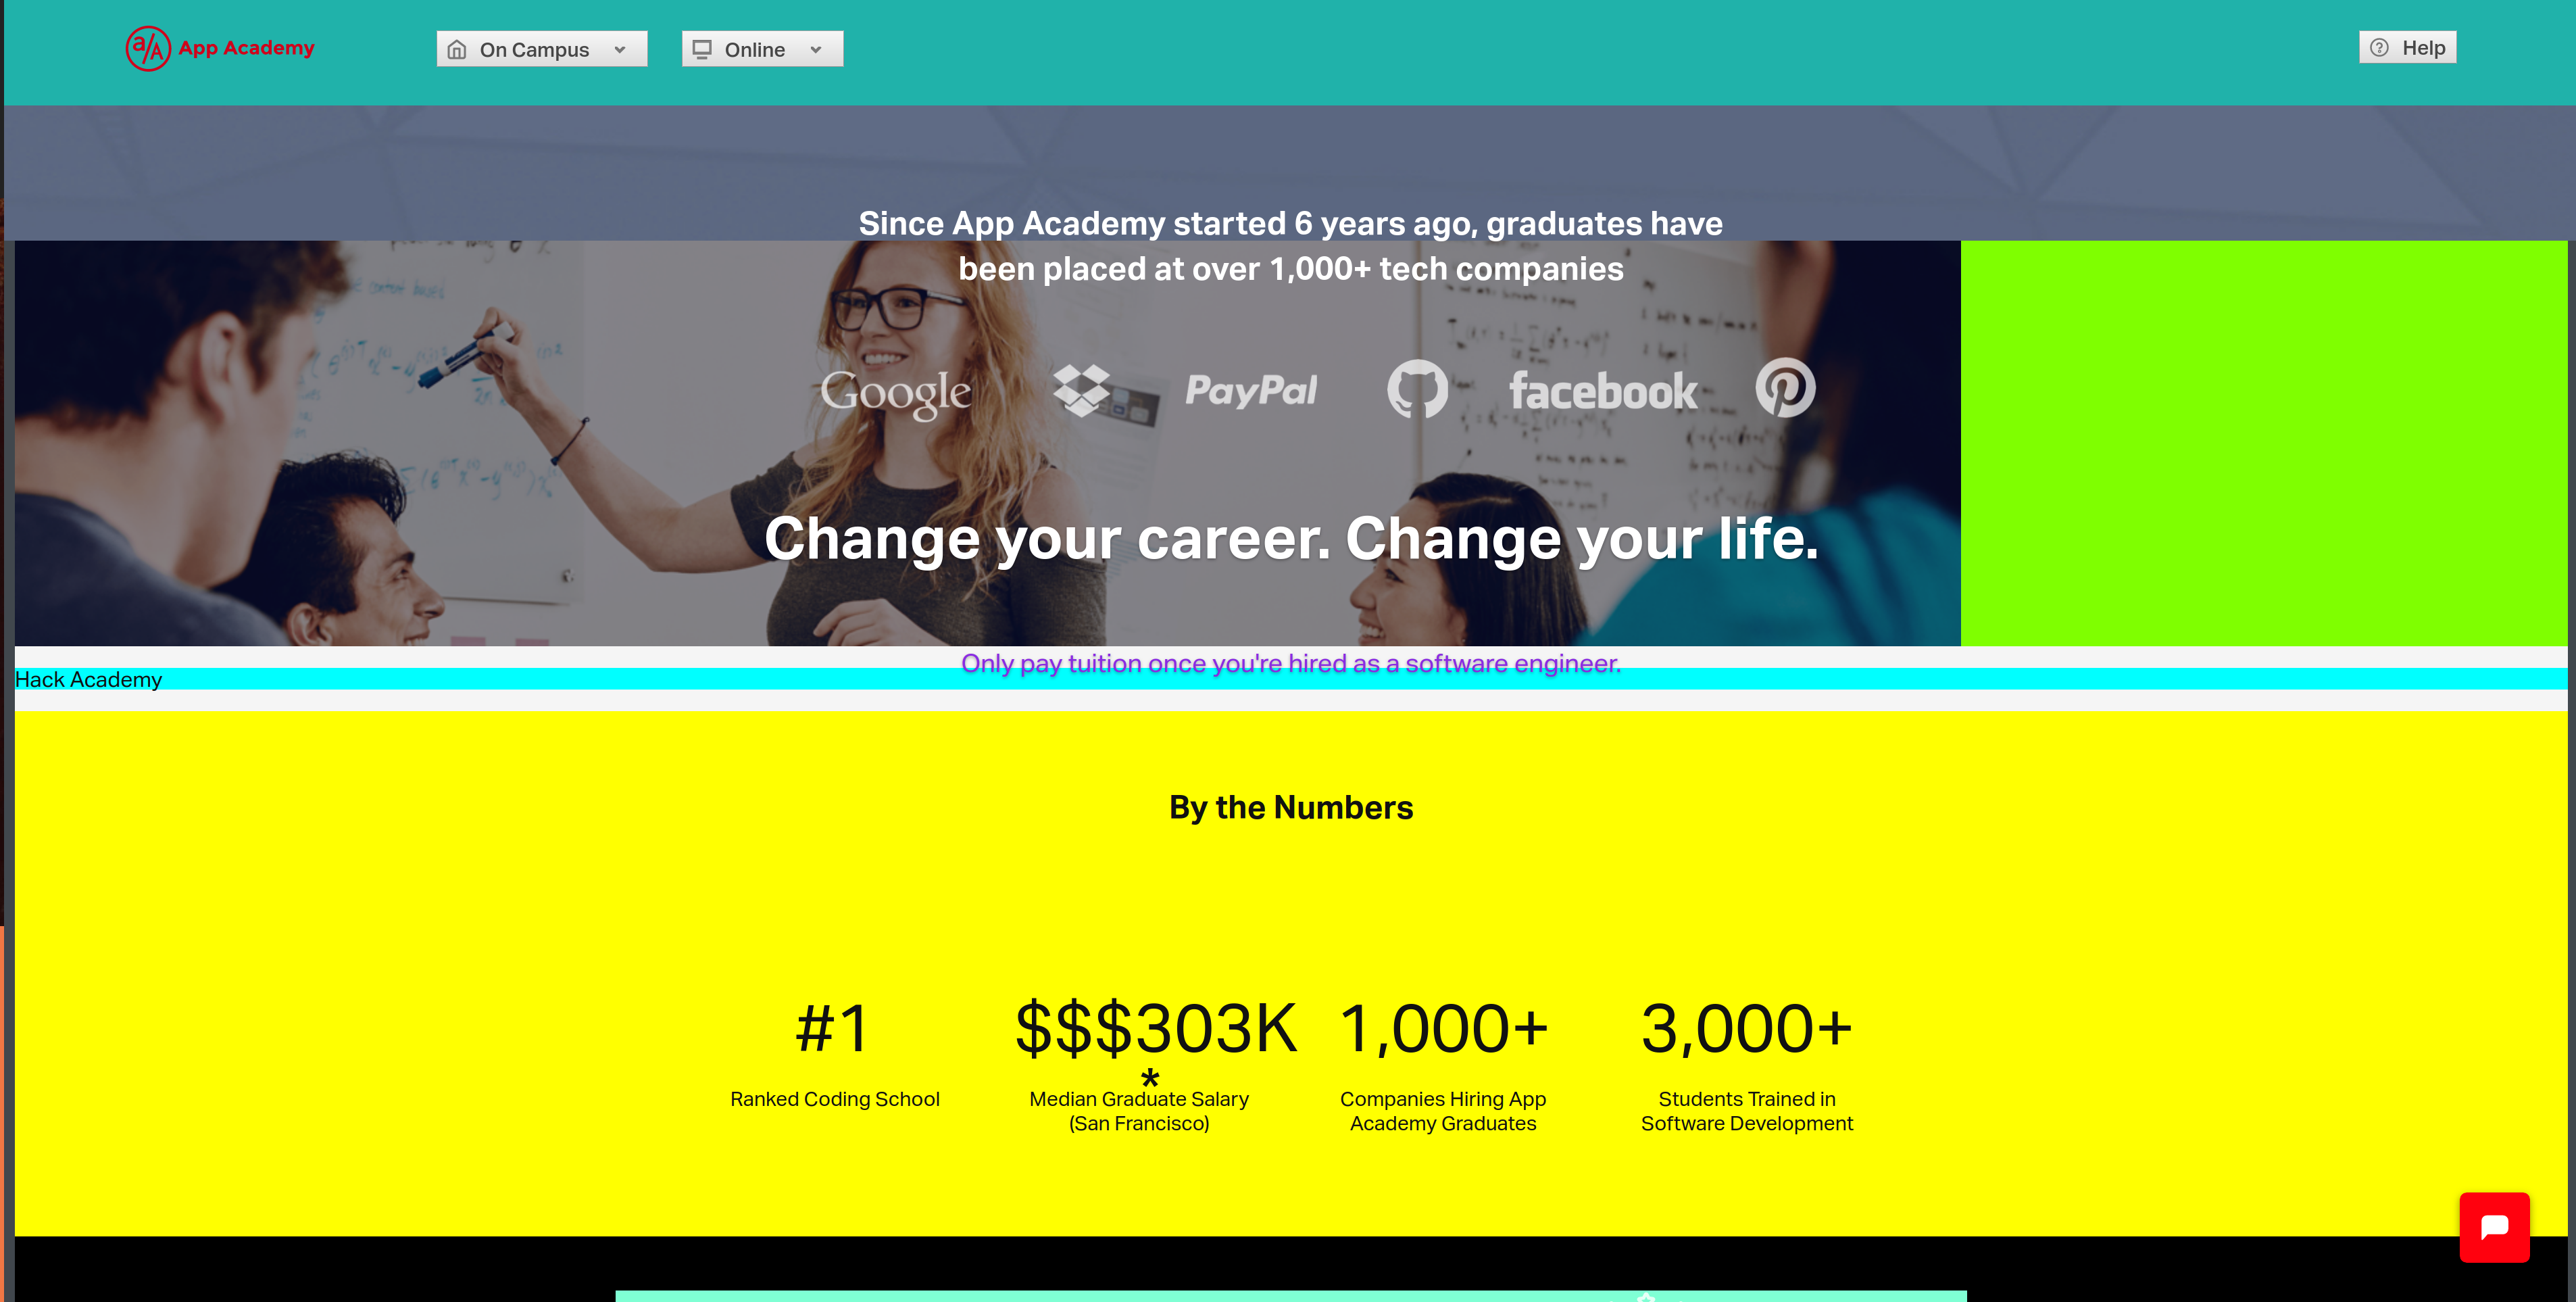 App Academy
On Campus
Online
Help
Since App Academy started 6 years ago, graduates have
been placed at over 1,000+ tech companies
Google
PayPal
facebook
Change your career. Change your life.
Only pay tuition once you're hired as a software engineer.
Hack Academy
By the Numbers
#1
Ranked Coding School
$$$303K
*
Median Graduate Salary
(San Francisco)
1,000+
Companies Hiring App
Academy Graduates
3,000+
Students Trained in
Software Development